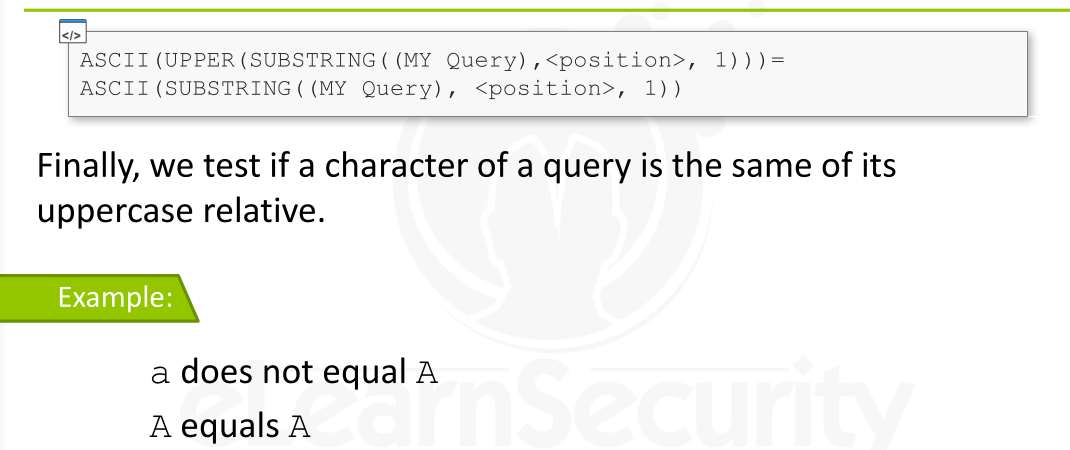 </>
ASCII(UPPER(SUBSTRING((MY Query),<position>, 1)))=
ASCII(SUBSTRING((MY Query), <position>, 1))
Finally, we test if a character of a query is the same of its
uppercase relative.
Example:
a does not equal A
A equals A
eLearnSecurity